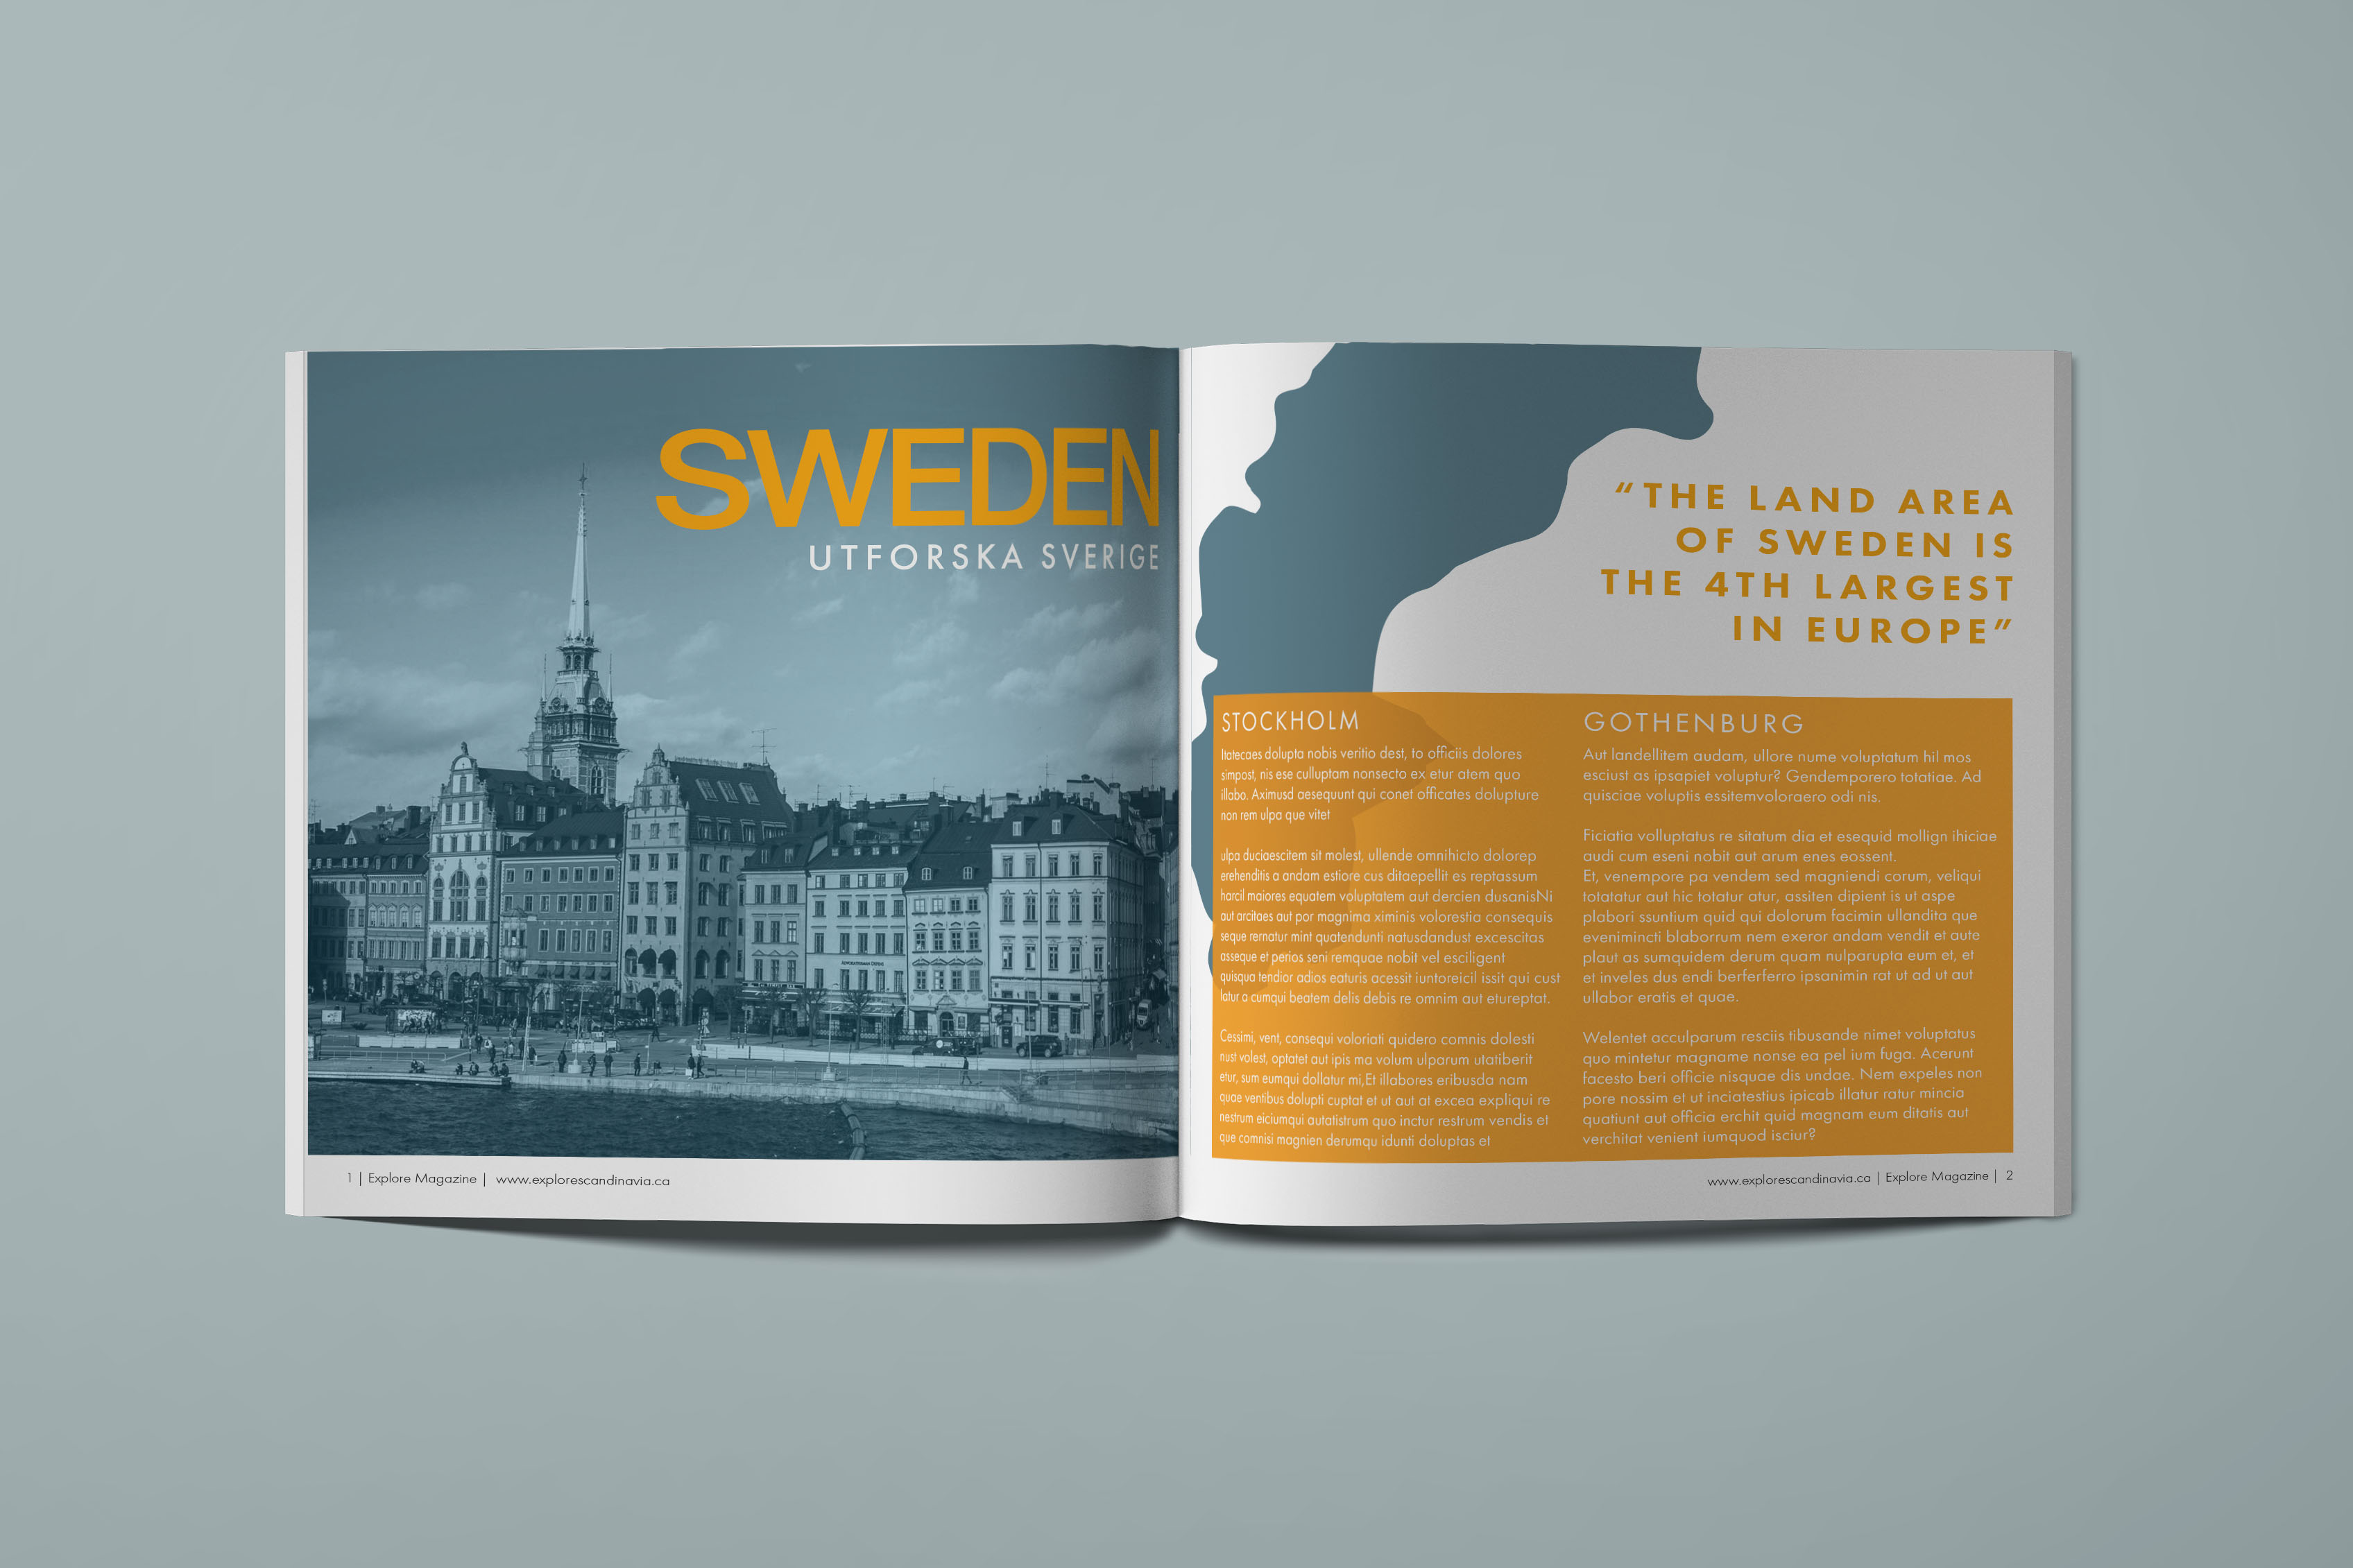 SWEDEN
UTFORSKA SVERIGE
1 | Explore Magazine | www.explorescandinavia.ca
“THE LAND AREA
OF SWEDEN IS
THE 4TH LARGEST
IN EUROPE”
STOCKHOLM
Itatecaes dolupta nobis veritio dest, to officiis dolores
simpost, nis ese culluptam nonsecto ex etur atem quo
illabo. Aximusd aesequunt qui conet officates dolupture
non rem ulpa que vitet
ulpa duciaescitem sit molest, ullende omnihicto dolorep
erehenditis a andam estiore cus ditaepellit es reptassum
harcil maiores equatem voluptatem aut dercien dusanisNi
aut arcitaes aut por magnima ximinis volorestia consequis
seque rernatur mint quatendunti natusdandust excescitas
asseque et perios seni remquae nobit vel esciligent
quisqua tendior adios eaturis acessit iuntoreicil issit qui cust
latur a cumqui beatem delis debis re omnim aut etureptat.
Cessimi, vent, consequi voloriati quidero comnis dolesti
nust volest, optatet aut ipis ma volum ulparum utatiberit
etur, sum eumqui dollatur mi,Et illabores eribusda nam
quae ventibus dolupti cuptat et ut aut at excea expliqui re
nestrum eiciumqui autatistrum quo inctur restrum vendis et
que comnisi magnien derumqu idunti doluptas et
GOTHENBURG
Aut landellitem audam, ullore nume voluptatum hil mos
esciust as ipsapiet voluptur? Gendemporero totatiae. Ad
quisciae voluptis essitemvoloraero odi nis.
Ficiatia volluptatus re sitatum dia et esequid mollign ihiciae
audi cum eseni nobit aut arum enes eossent.
Et, venempore pa vendem sed magniendi corum, veliqui
totatatur aut hic totatur atur, assiten dipient is ut aspe
plabori ssuntium quid qui dolorum facimin ullandita que
evenimincti blaborrum nem exeror andam vendit et aute
plaut as sumquidem derum quam nulparupta eum et, et
et inveles dus endi berferferro ipsanimin rat ut ad ut aut
ullabor eratis et quae.
Welentet acculparum resciis tibusande nimet voluptatus
quo mintetur magname nonse ea pel ium fuga. Acerunt
facesto beri officie nisquae dis undae. Nem expeles non
pore nossim et ut inciatestius ipicab illatur ratur mincia
quatiunt aut officia erchit quid magnam eum ditatis aut
verchitat venient iumquod isciur?
www.explorescandinavia.ca | Explore Magazine | 2